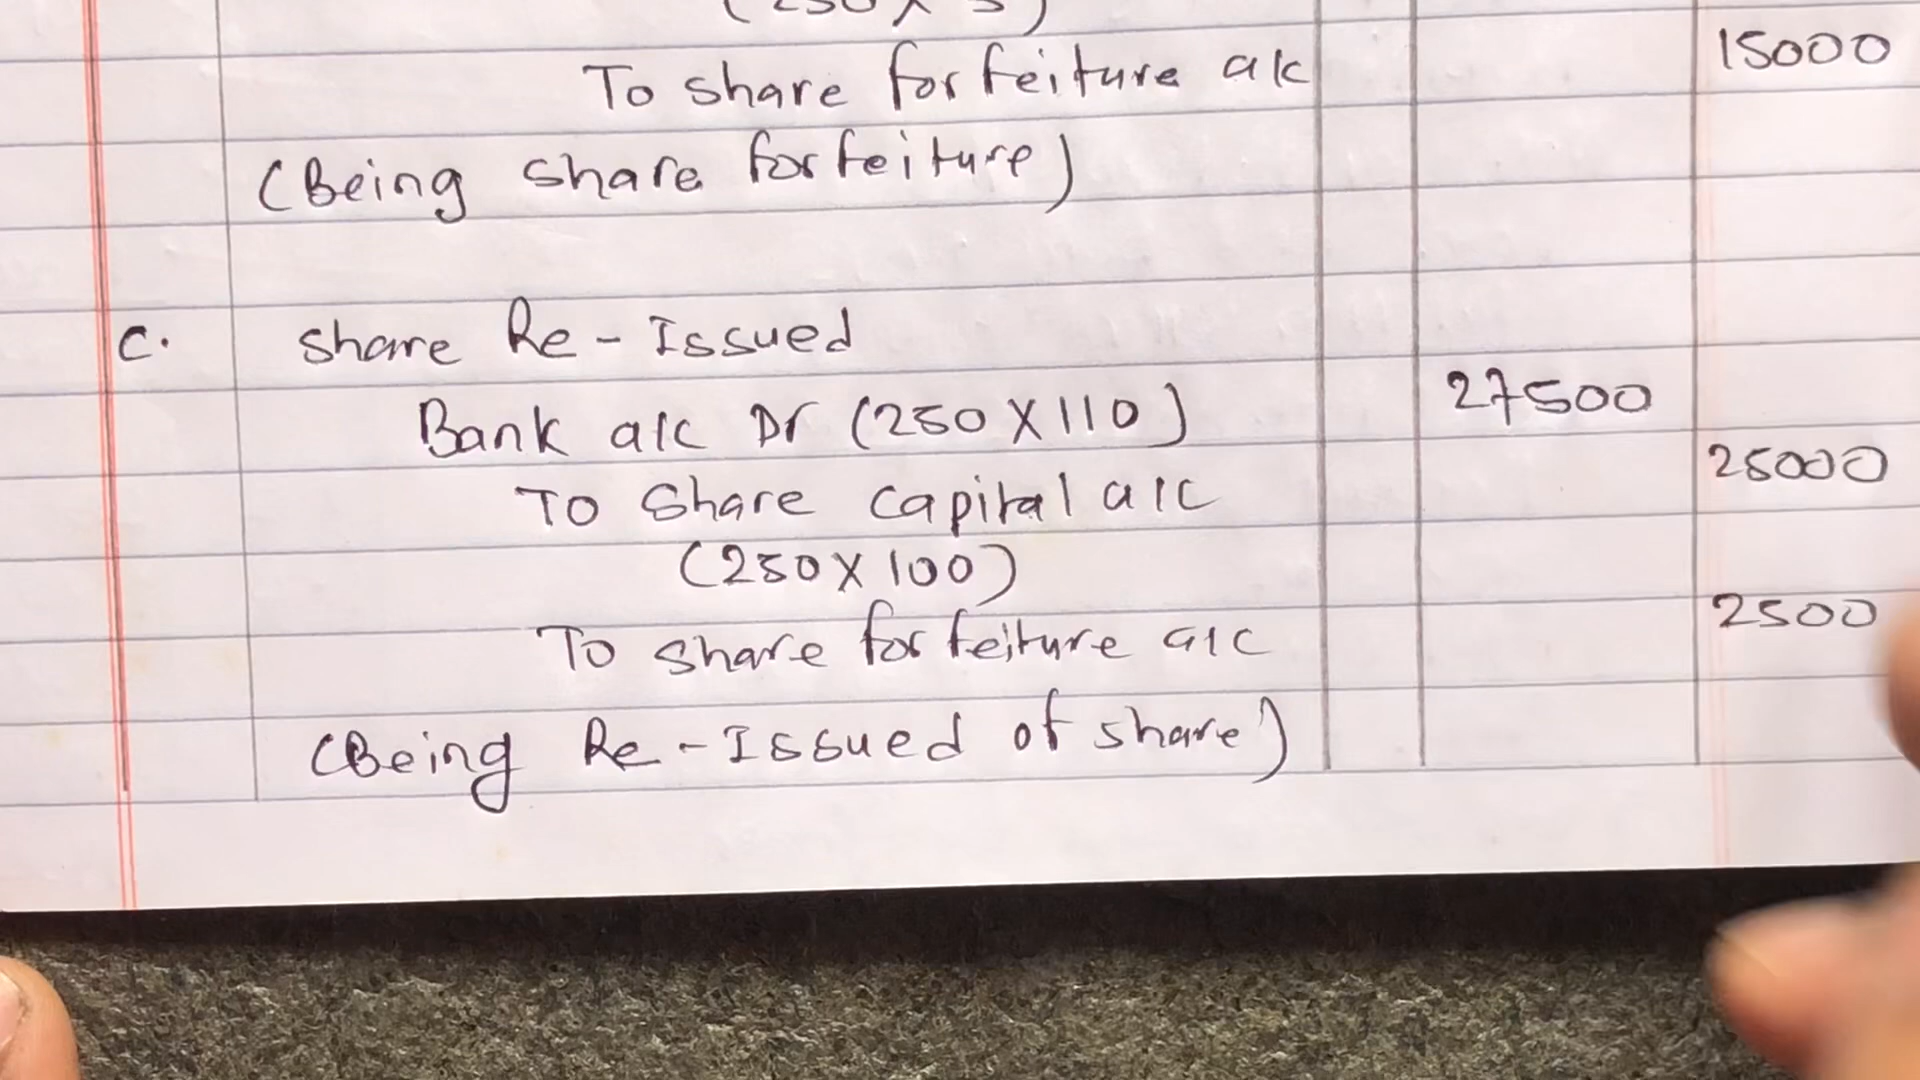 To share forfeiture a/c 15000
(Being share forfeiture)
C. share Re-Issued
Bank a/c Dr (250 X 110) 27500
To Share capital a/c 25000
(250 X 100)
To share forfeiture a/c 2500
(Being Re-Issued of share)